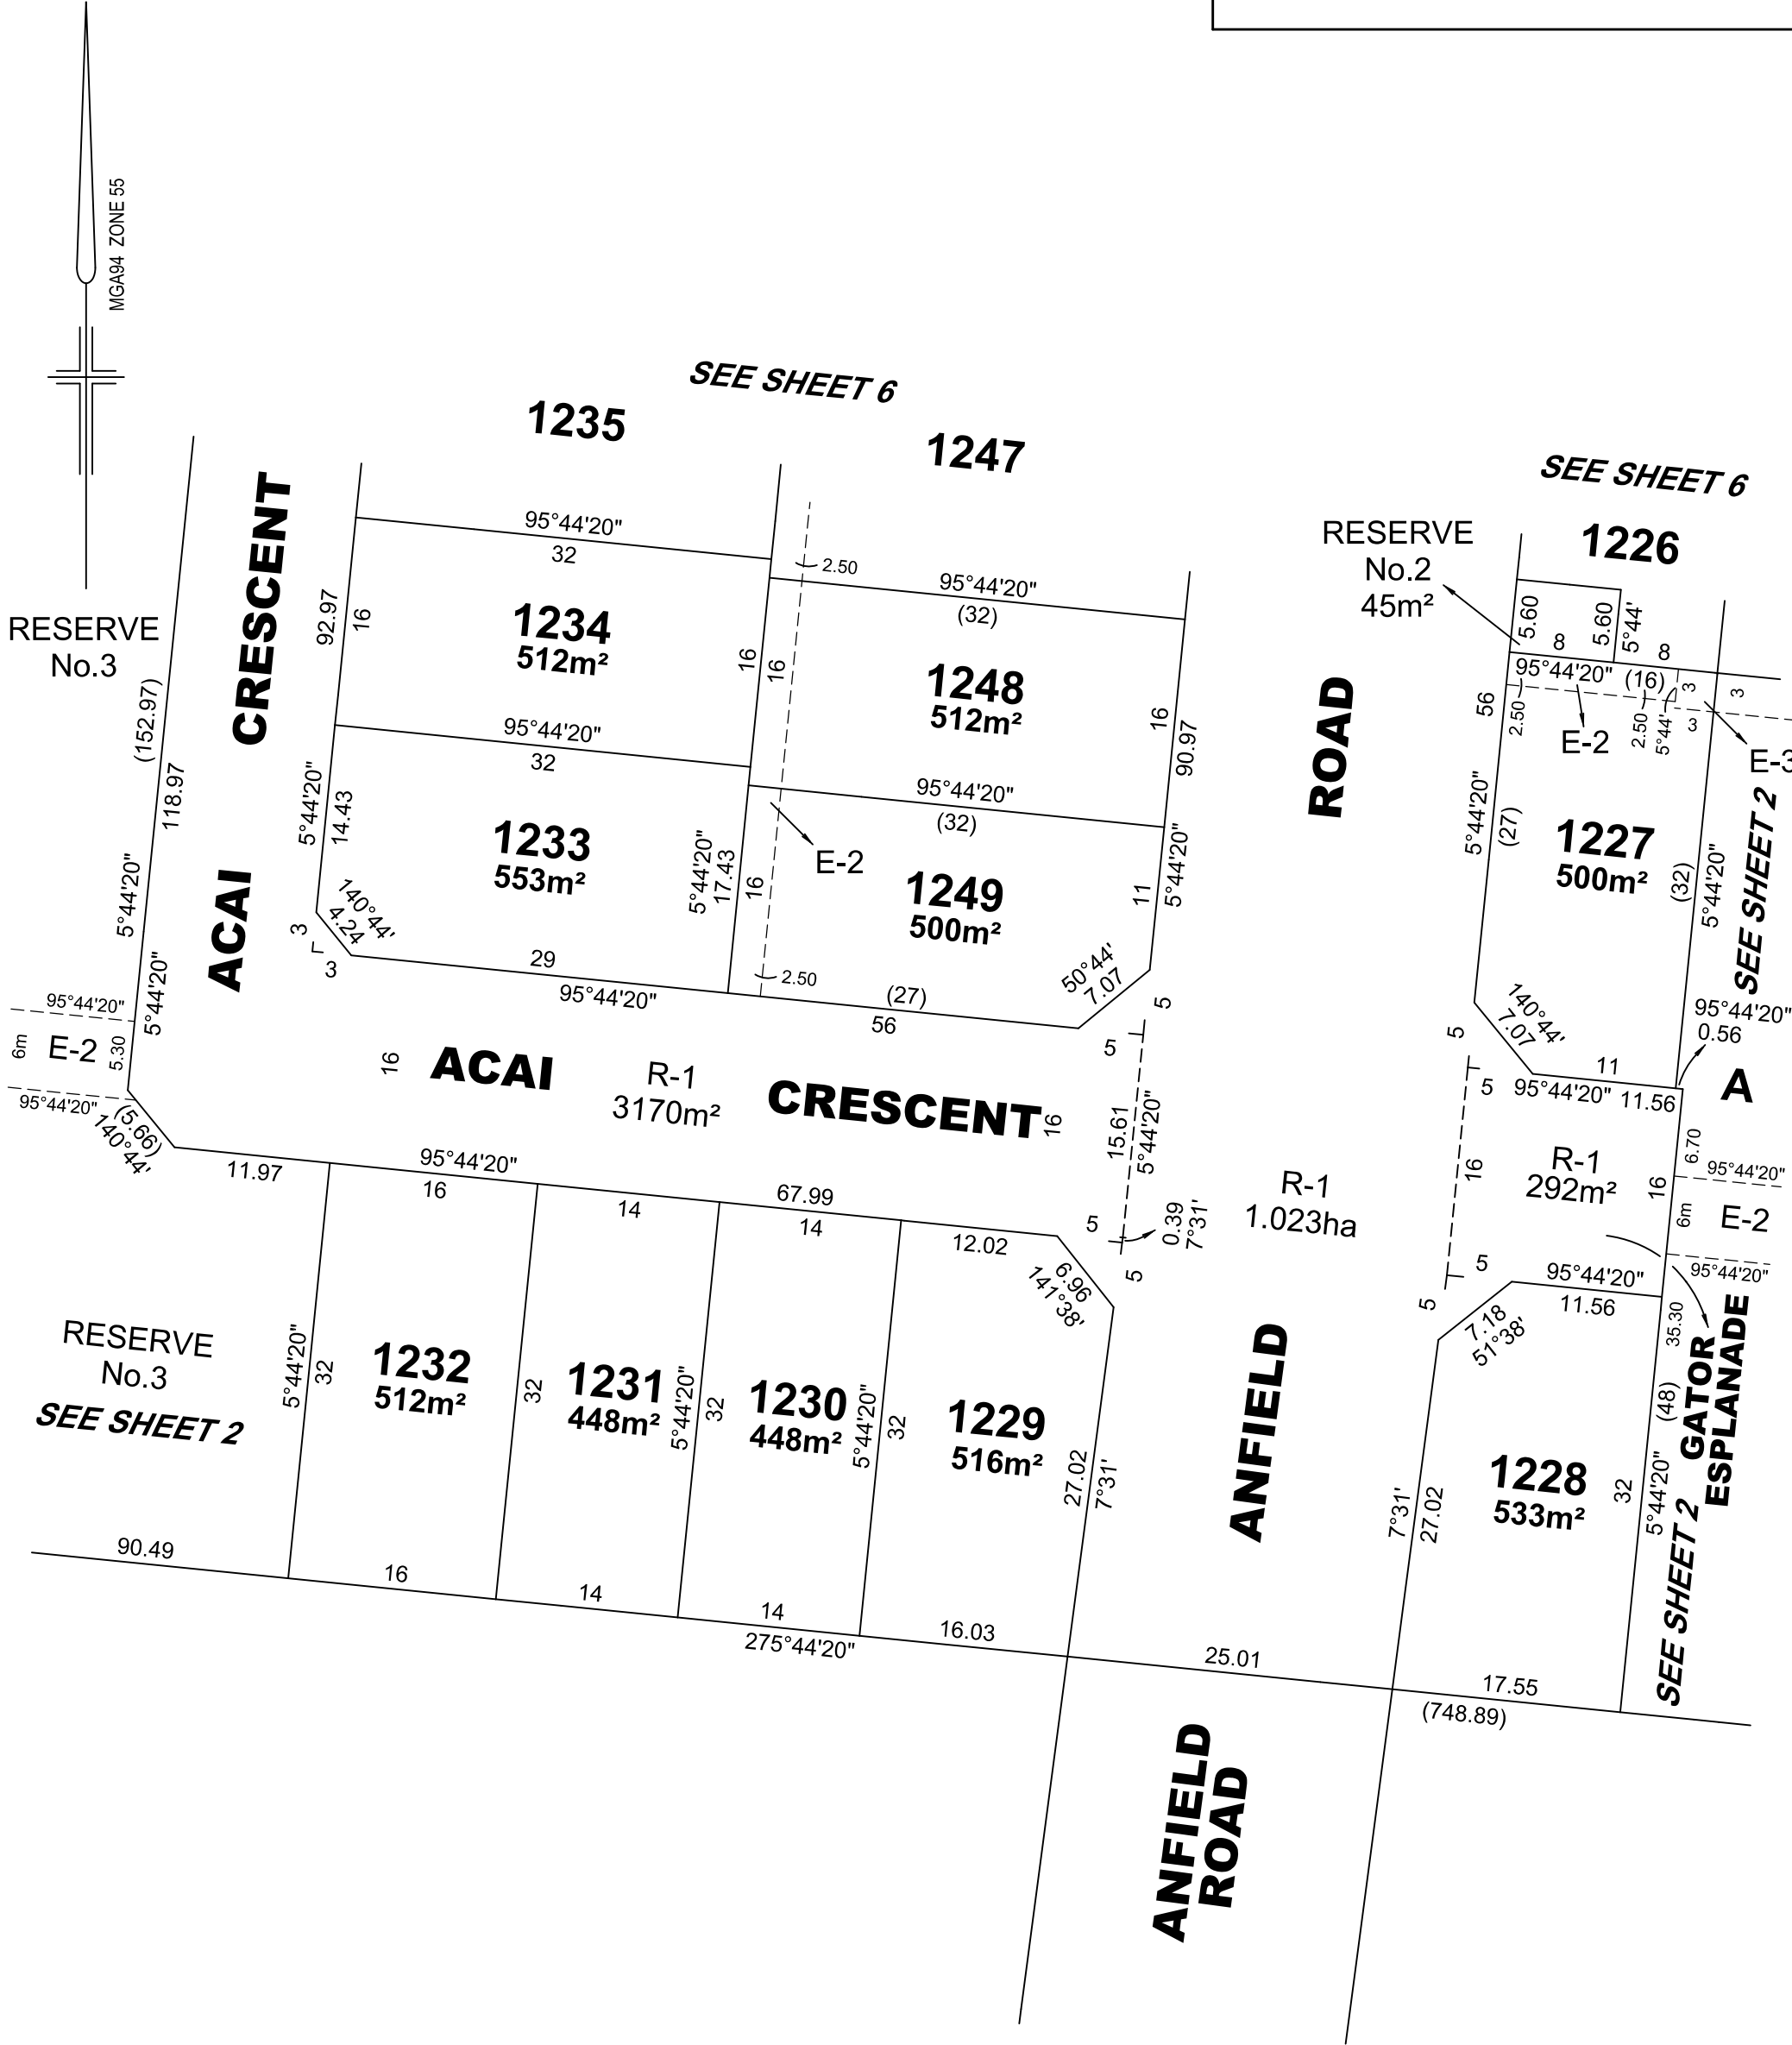 MGA94 ZONE 55
SEE SHEET 6
1235
1247
SEE SHEET 6
1226
RESERVE
No.2
45m²
RESERVE
No.3
ACAI CRESCENT
(152.97)
118.97
5°44'20"
5°44'20"
92.97
16
95°44'20"
32
1234
512m²
16
16
2.50
95°44'20"
(32)
1248
512m²
16
90.97
95°44'20"
32
5°44'20"
14.43
1233
553m²
140°44'
4.24
3
3
29
95°44'20"
5°44'20"
17.43
16
E-2
95°44'20"
(32)
1249
500m²
11
5°44'20"
50°44'
7.07
2.50
(27)
56
5
5
ROAD
5.60
5.60
5°44'
8
8
95°44'20"
(16)
56
2.50
2.50
5°44'
3
3
3
E-2
E-3
5°44'20"
(27)
1227
500m²
(32)
5°44'20"
SEE SHEET 2
140°44'
7.07
5
5
11
95°44'20"
11.56
95°44'20"
0.56
A
95°44'20"
6m
E-2
5.30
95°44'20"
(5.66)
140°44'
16
ACAI
R-1
3170m²
CRESCENT
16
15.61
5°44'20"
0.39
7°31'
5
5
R-1
1.023ha
16
R-1
292m²
16
6.70
95°44'20"
6m
E-2
95°44'20"
11.97
95°44'20"
16
14
67.99
14
12.02
6.96
141°38'
5
5
95°44'20"
11.56
7.18
51°38'
35.30
GATOR
ESPLANADE
RESERVE
No.3
SEE SHEET 2
5°44'20"
32
1232
512m²
32
1231
448m²
5°44'20"
32
1230
448m²
5°44'20"
32
1229
516m²
27.02
7°31'
ANFIELD
7°31'
27.02
1228
533m²
32
(48)
5°44'20"
SEE SHEET 2
90.49
16
14
14
275°44'20"
16.03
25.01
17.55
(748.89)
ANFIELD
ROAD